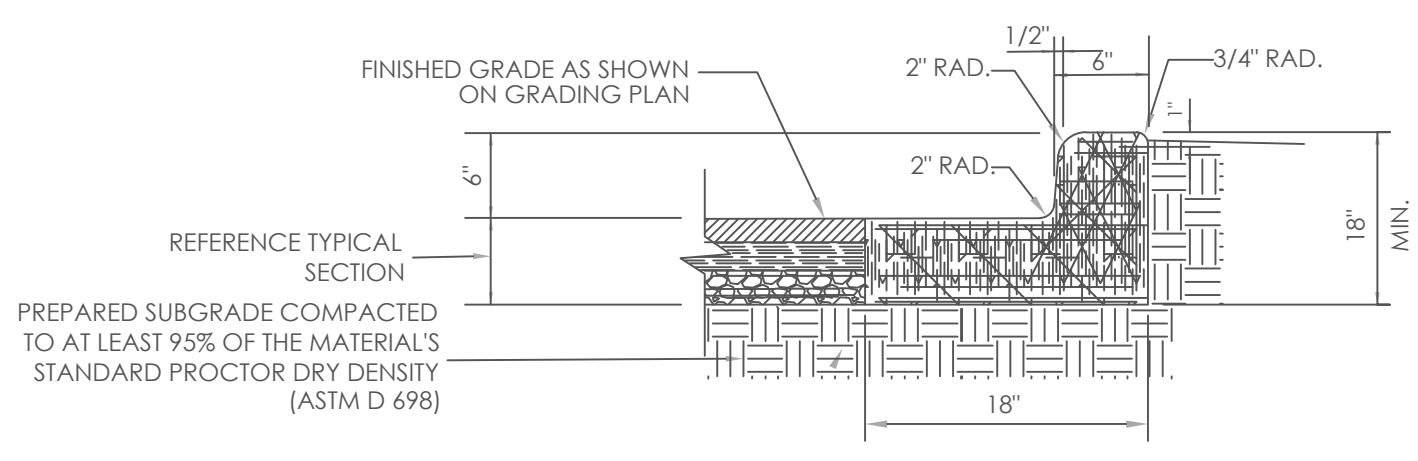 1/2"
6"
2" RAD.
3/4" RAD.
FINISHED GRADE AS SHOWN
ON GRADING PLAN
1"
2" RAD.
6"
18"
MIN.
REFERENCE TYPICAL
SECTION
PREPARED SUBGRADE COMPACTED
TO AT LEAST 95% OF THE MATERIAL'S
STANDARD PROCTOR DRY DENSITY
(ASTM D 698)
18"